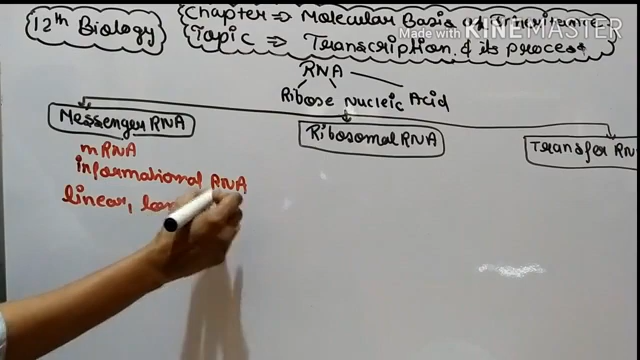 12th Biology
Chapter ⇒ Molecular Basis of Inheritance
Topic ⇒ Transcription & its process
Made with KINEMASTER
RNA
Ribose Nucleic Acid
Messenger RNA
Ribosomal RNA
Transfer RN
mRNA
informational RNA
linear,